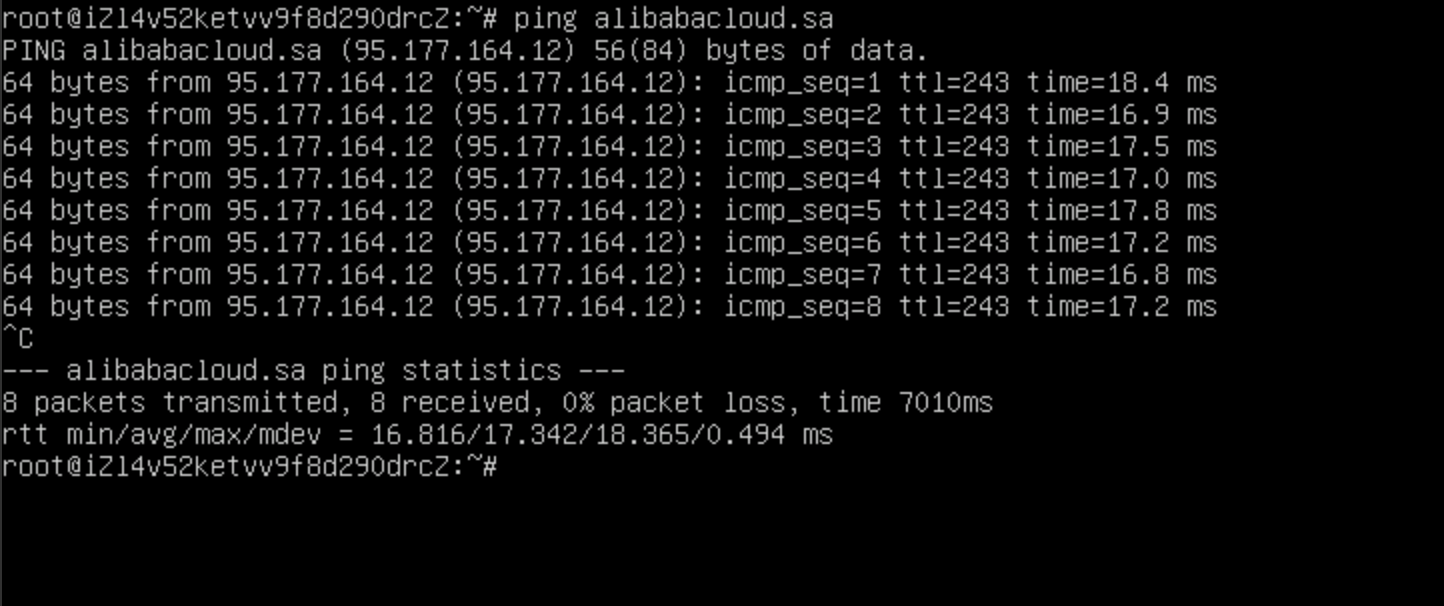 root@iZl4v52ketvv9f8d290drcZ:~# ping alibabacloud.sa
PING alibabacloud.sa (95.177.164.12) 56(84) bytes of data.
64 bytes from 95.177.164.12 (95.177.164.12): icmp_seq=1 ttl=243 time=18.4 ms
64 bytes from 95.177.164.12 (95.177.164.12): icmp_seq=2 ttl=243 time=16.9 ms
64 bytes from 95.177.164.12 (95.177.164.12): icmp_seq=3 ttl=243 time=17.5 ms
64 bytes from 95.177.164.12 (95.177.164.12): icmp_seq=4 ttl=243 time=17.0 ms
64 bytes from 95.177.164.12 (95.177.164.12): icmp_seq=5 ttl=243 time=17.8 ms
64 bytes from 95.177.164.12 (95.177.164.12): icmp_seq=6 ttl=243 time=17.2 ms
64 bytes from 95.177.164.12 (95.177.164.12): icmp_seq=7 ttl=243 time=16.8 ms
64 bytes from 95.177.164.12 (95.177.164.12): icmp_seq=8 ttl=243 time=17.2 ms
^C
--- alibabacloud.sa ping statistics ---
8 packets transmitted, 8 received, 0% packet loss, time 7010ms
rtt min/avg/max/mdev = 16.816/17.342/18.365/0.494 ms
root@iZl4v52ketvv9f8d290drcZ:~#